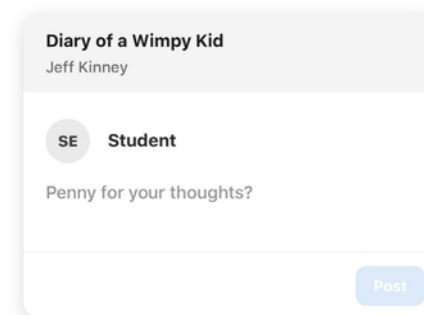 Diary of a Wimpy Kid
Jeff Kinney
SE Student
Penny for your thoughts?
Post